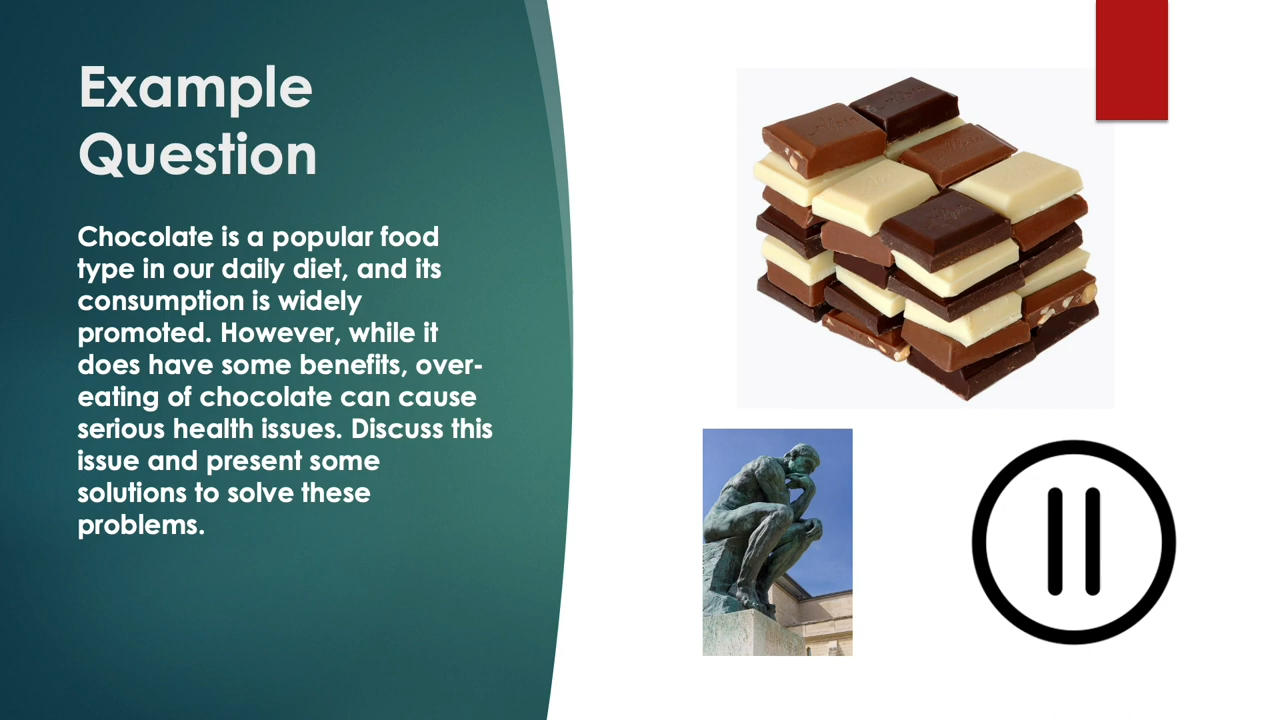 Example
Question
Chocolate is a popular food
type in our daily diet, and its
consumption is widely
promoted. However, while it
does have some benefits, over-
eating of chocolate can cause
serious health issues. Discuss this
issue and present some
solutions to solve these
problems.